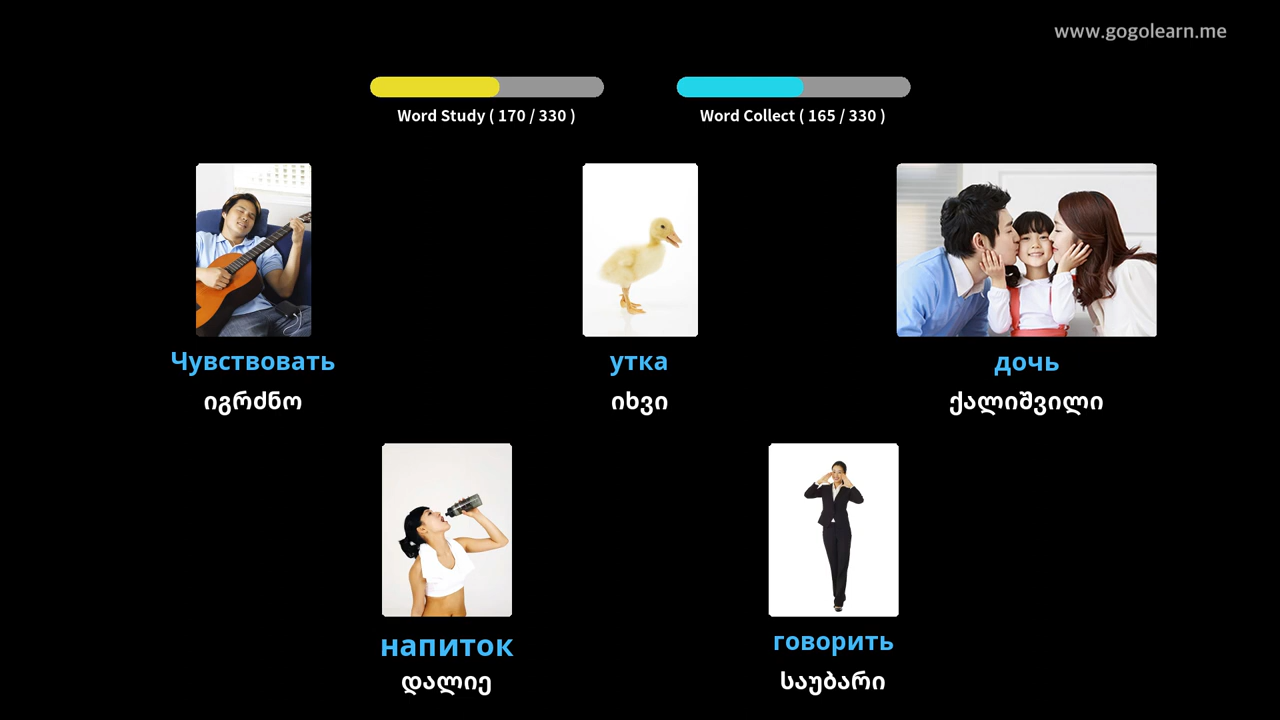 www.gogolearn.me
Word Study ( 170 / 330 )
Word Collect ( 165 / 330 )
Чувствовать
იგრძნო
утка
იხვი
дочь
ქალიშვილი
напиток
დალიე
говорить
საუბარი